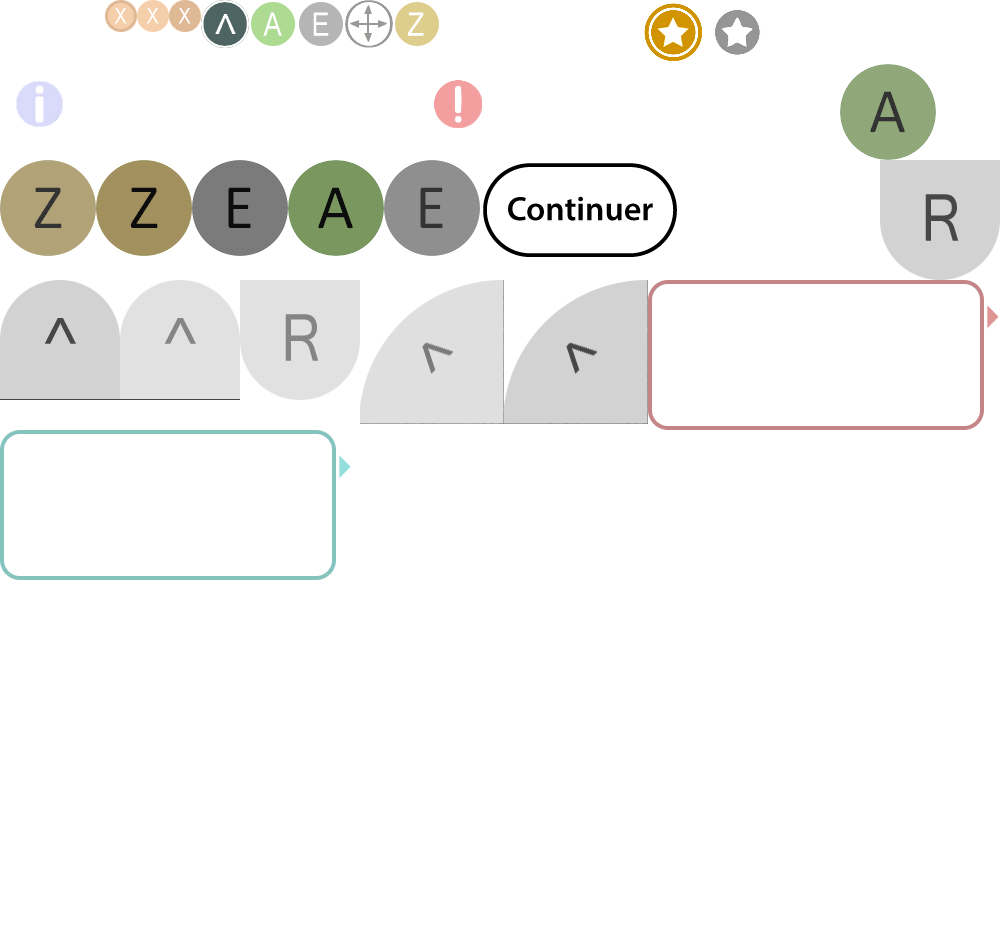 X X X ^ A E Z
i !
A
Z Z E A E Continuer
R
^ ^ R ^ ^